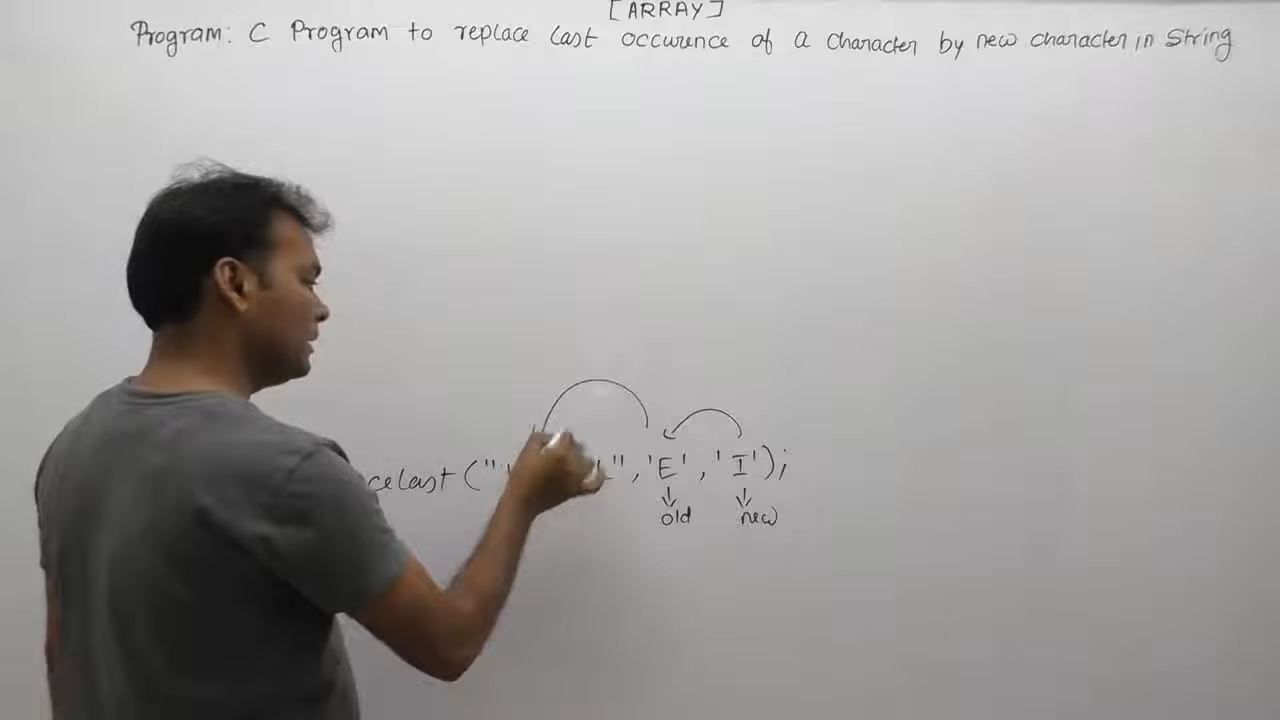 [ARRAY]
Program: C Program to replace last occurence of a character by new character in String
celast (" ", 'E', 'I');
old new